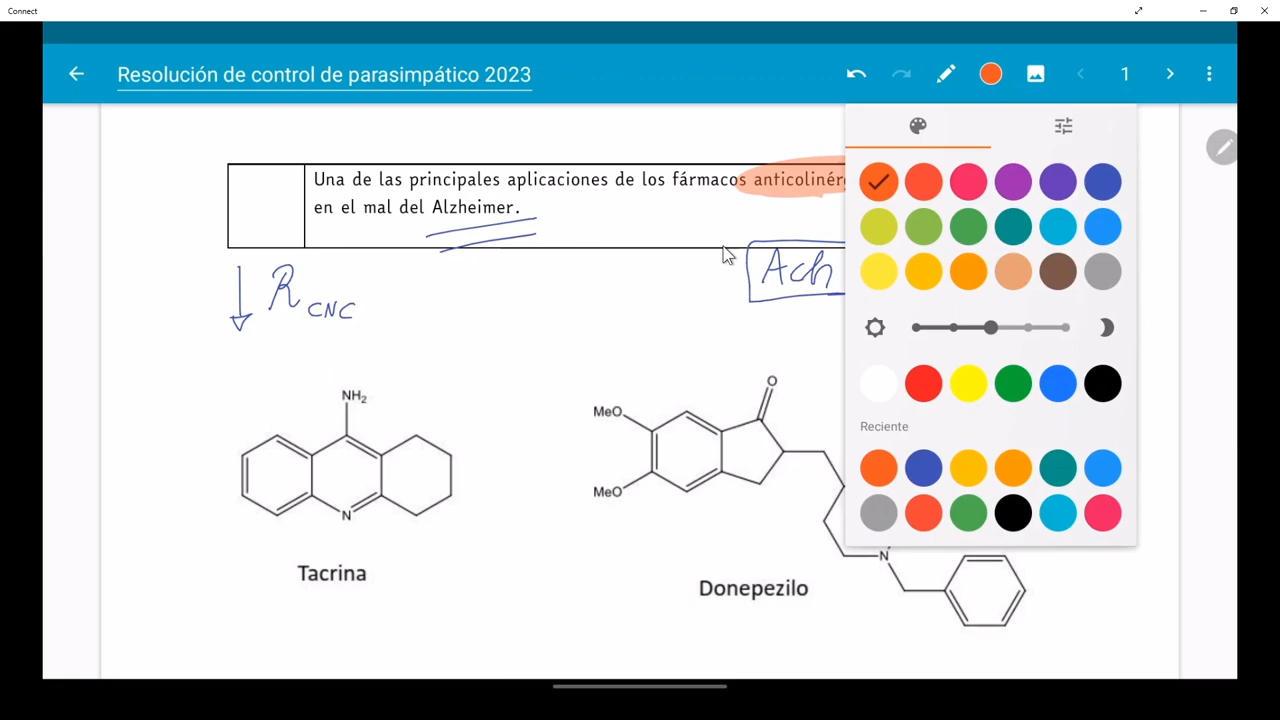 Connect
Resolución de control de parasimpático 2023
1
Una de las principales aplicaciones de los fármacos anticolinér
en el mal del Alzheimer.
Ach
R CNC
Reciente
NH2
N
Tacrina
O
MeO
MeO
N
Donepezilo